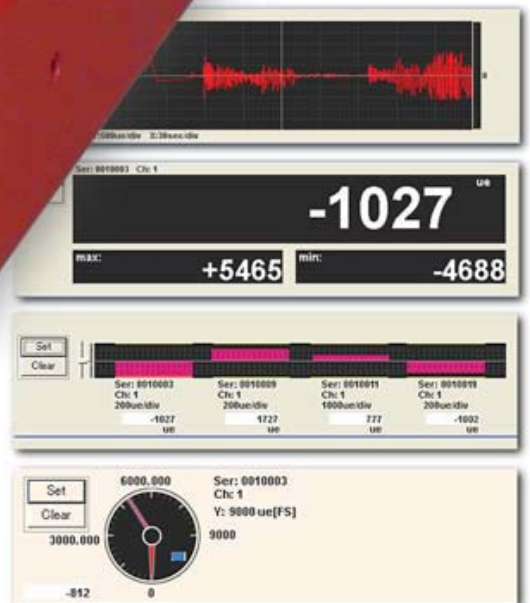 X:30sec/div
Ser: 0010003 Ch: 1
-1027 ue
max: +5465 min: -4688
Set
Clear
Ser: 0010003 Ser: 0010009 Ser: 0010011 Ser: 0010019
Ch: 1 Ch: 1 Ch: 1 Ch: 1
200ue/div 200ue/div 1000ue/div 200ue/div
-1027 1727 777 -1002
ue ue ue ue
Set
Clear
6000.000
3000.000
9000
0
-812
Ser: 0010003
Ch: 1
Y: 9000 ue[FS]